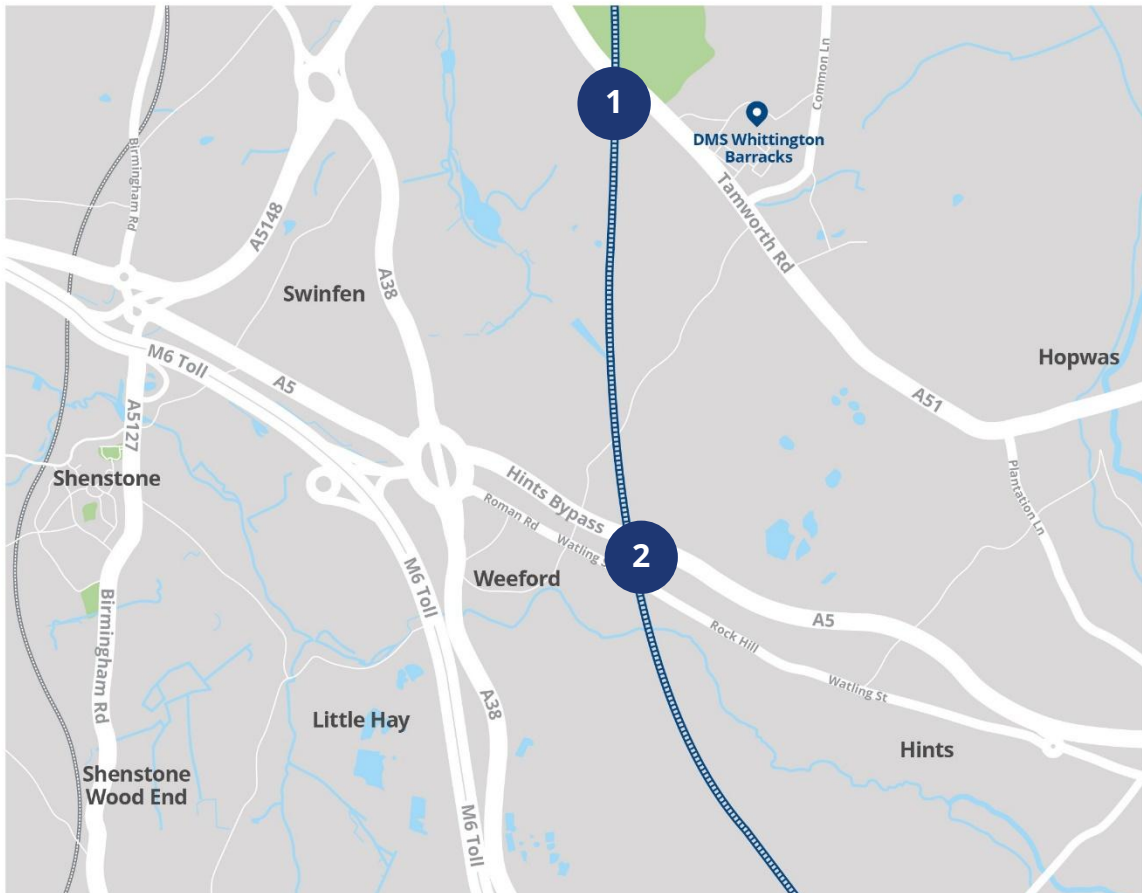 1
DMS Whittington
Barracks
Common Ln
Birmingham Rd
Tamworth Rd
A5148
A38
Swinfen
M6 Toll
A5
Hopwas
A51
A5127
Shenstone
Hints Bypass
Roman Rd
Watling S
2
Plantation Ln
Weeford
M6 Toll
A5
Rock Hill
Watling St
Birmingham Rd
A38
Little Hay
Hints
Shenstone
Wood End
M6 Toll